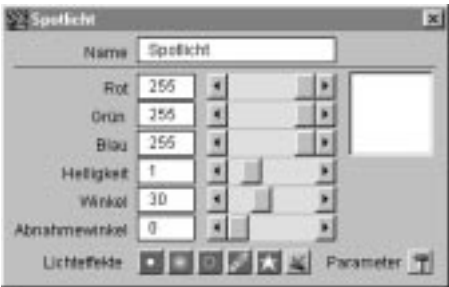 Spotlicht
Name Spotlicht
Rot 255
Grün 255
Blau 255
Helligkeit 1
Winkel 30
Abnahmewinkel 0
Lichteffekte Parameter